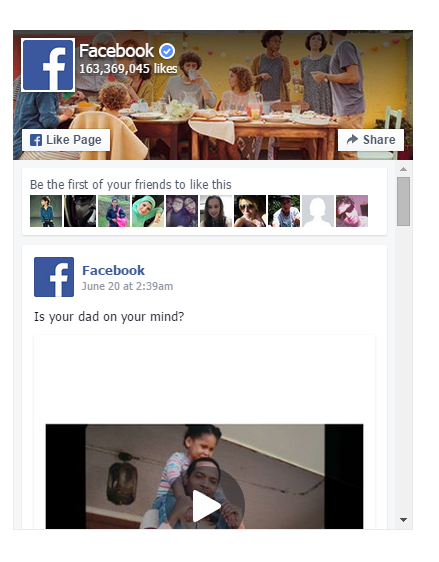 Facebook
163,369,045 likes
Like Page
Share
Be the first of your friends to like this
Facebook
June 20 at 2:39am
Is your dad on your mind?